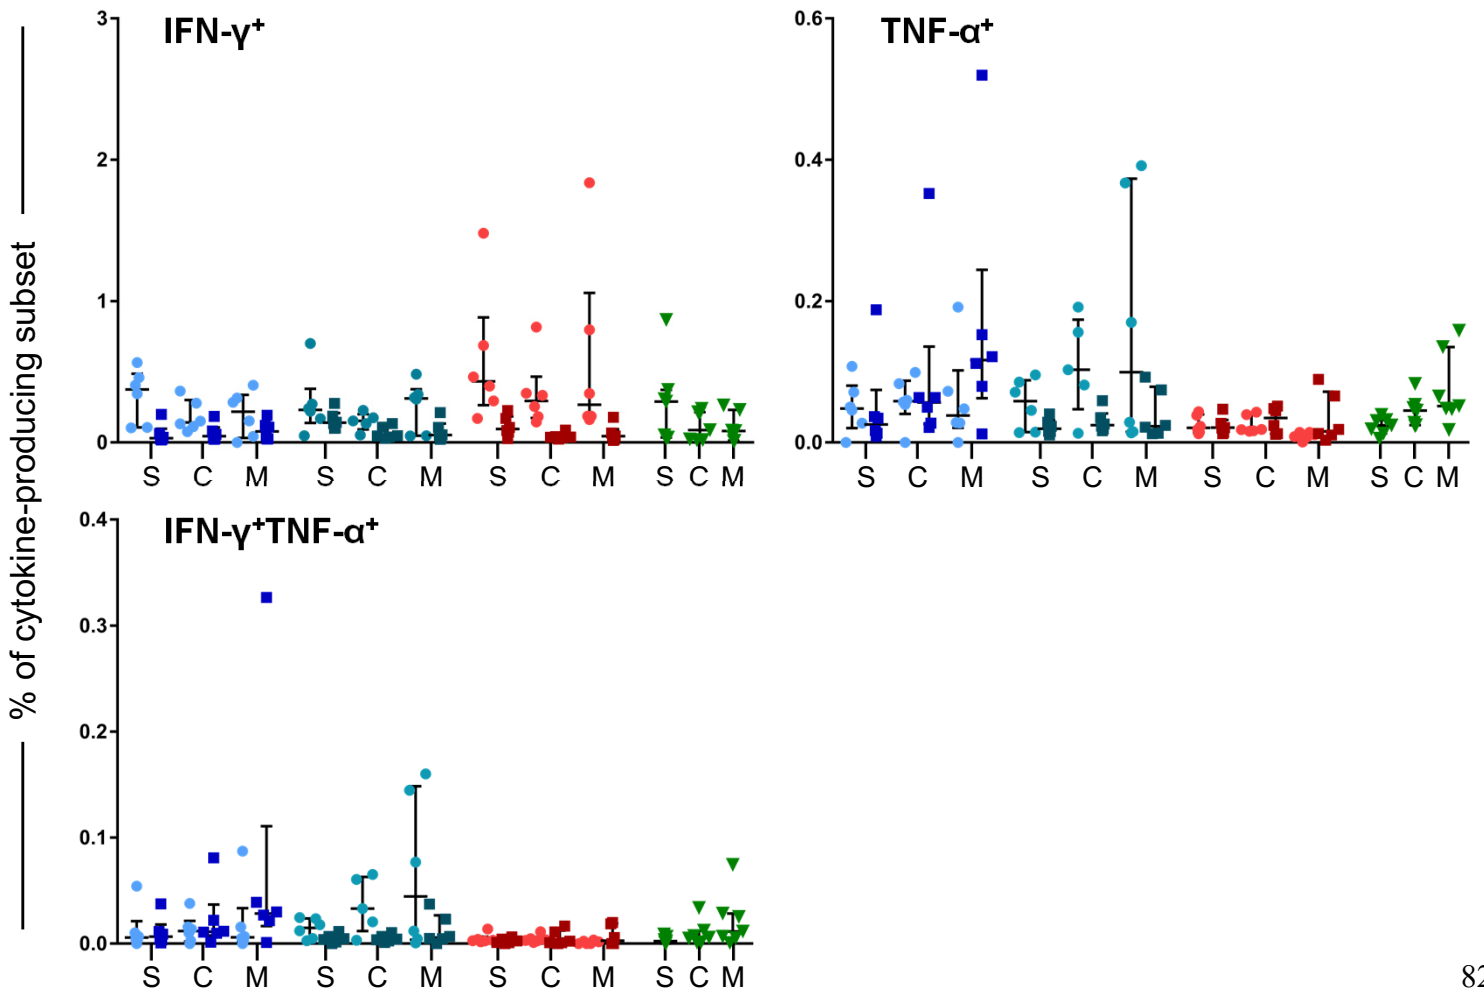 IFN-γ⁺
3
2
1
0
S C M S C M S C M S C M
TNF-α⁺
0.6
0.4
0.2
0.0
S C M S C M S C M S C M
% of cytokine-producing subset
IFN-γ⁺TNF-α⁺
0.4
0.3
0.2
0.1
0.0
S C M S C M S C M S C M
82